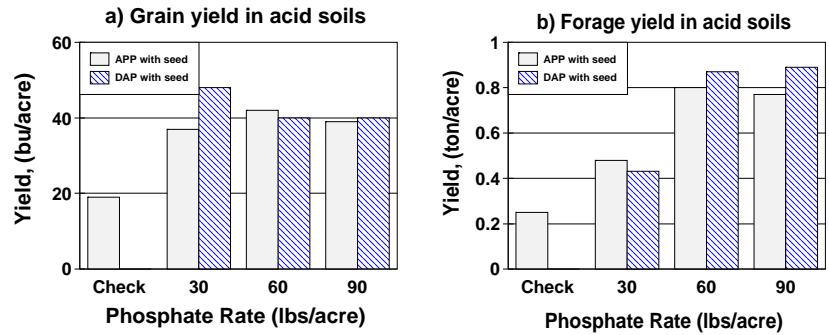 a) Grain yield in acid soils
60
40
20
0
Yield, (bu/acre)
APP with seed
DAP with seed
Check 30 60 90
Phosphate Rate (lbs/acre)
b) Forage yield in acid soils
1
0.8
0.6
0.4
0.2
0
Yield, (ton/acre)
APP with seed
DAP with seed
Check 30 60 90
Phosphate Rate (lbs/acre)